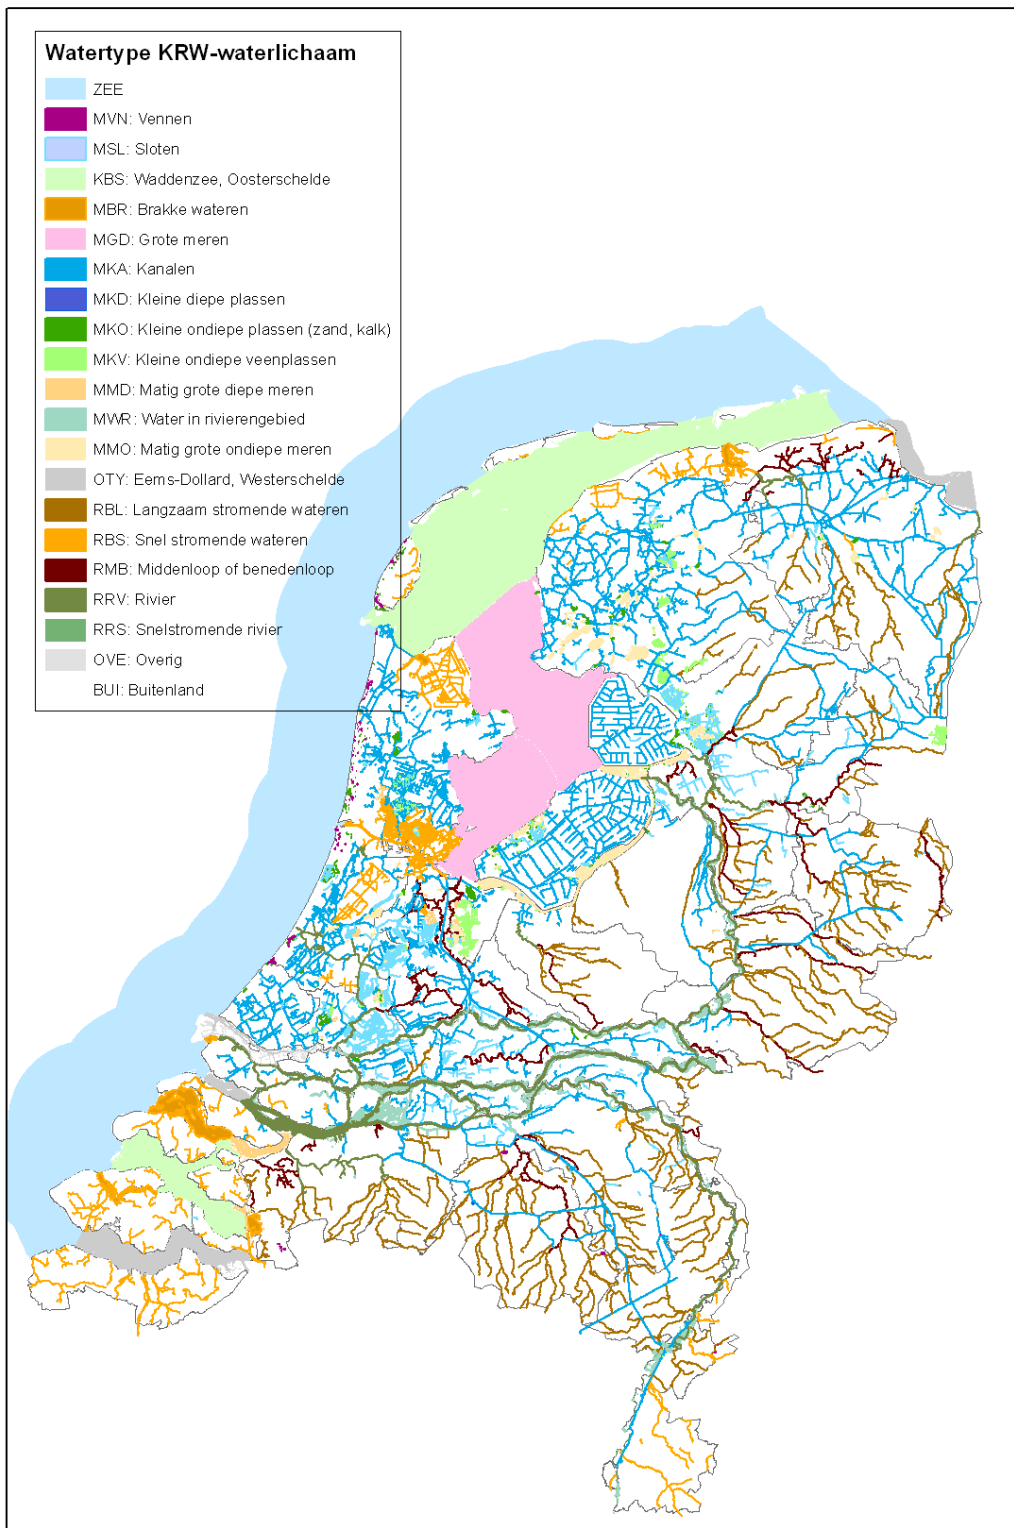 Watertype KRW-waterlichaam
ZEE
MVN: Vennen
MSL: Sloten
KBS: Waddenzee, Oosterschelde
MBR: Brakke wateren
MGD: Grote meren
MKA: Kanalen
MKD: Kleine diepe plassen
MKO: Kleine ondiepe plassen (zand, kalk)
MKV: Kleine ondiepe veenplassen
MMD: Matig grote diepe meren
MWR: Water in rivierengebied
MMO: Matig grote ondiepe meren
OTY: Eems-Dollard, Westerschelde
RBL: Langzaam stromende wateren
RBS: Snel stromende wateren
RMB: Middenloop of benedenloop
RRV: Rivier
RRS: Snelstromende rivier
OVE: Overig
BUI: Buitenland